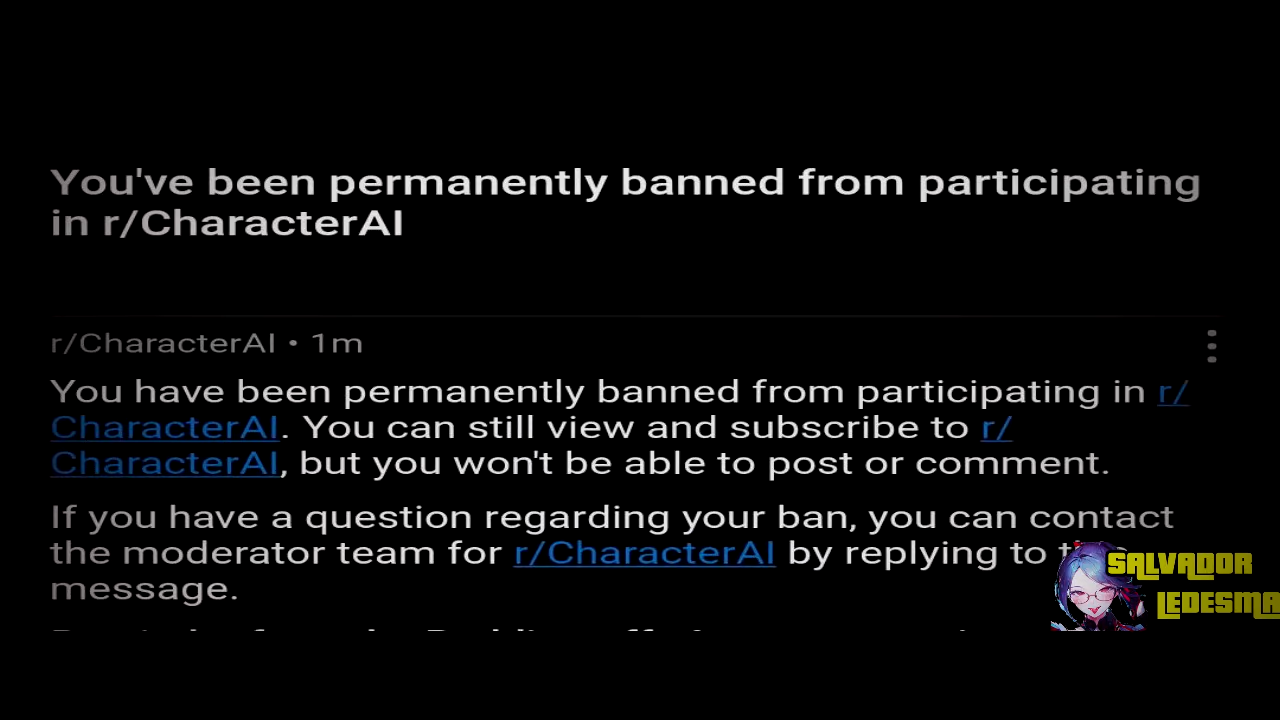 You've been permanently banned from participating
in r/CharacterAI
r/CharacterAI • 1m
You have been permanently banned from participating in r/
CharacterAI. You can still view and subscribe to r/
CharacterAI, but you won't be able to post or comment.
If you have a question regarding your ban, you can contact
the moderator team for r/CharacterAI by replying to
message.
SALVADOR
LEDESMA